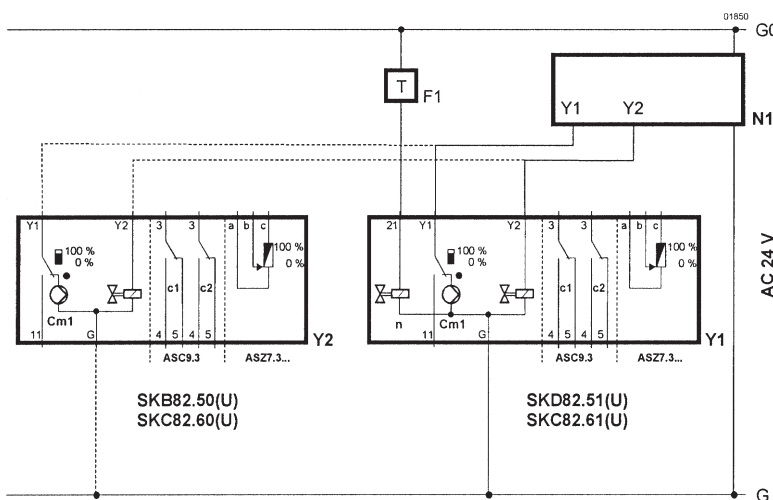 01850
G0
T
F1
Y1 Y2
N1
Y1 Y2 3 3 a b c
100 %
0 %
100 %
0 %
c1 c2
Cm1
11 G 4 5 4 5
Y2
ASC9.3 ASZ7.3...
SKB82.50(U)
SKC82.60(U)
21 Y1 Y2 3 3 a b c
100 %
0 %
100 %
0 %
c1 c2
n Cm1
11 G 4 5 4 5
Y1
ASC9.3 ASZ7.3...
SKD82.51(U)
SKC82.61(U)
AC 24 V
G